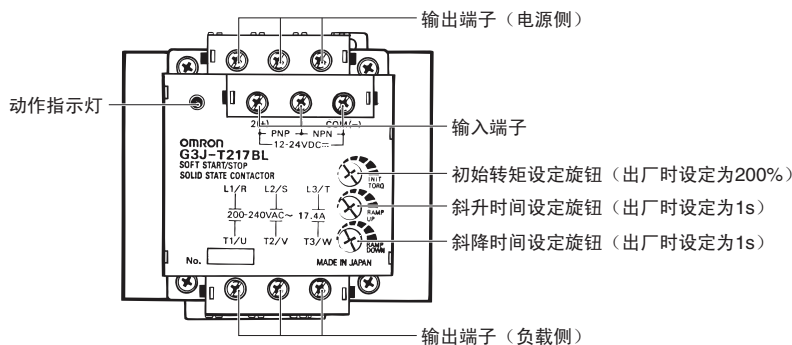 输出端子（电源侧）
动作指示灯
输入端子
2(+) COM(−)
PNP NPN
12-24VDC⎓
OMRON
G3J-T217BL
SOFT START/STOP
SOLID STATE CONTACTOR
INIT TORQ
初始转矩设定旋钮（出厂时设定为200%）
L1/R L2/S L3/T
200-240VAC~ 17.4A
RAMP UP
斜升时间设定旋钮（出厂时设定为1s）
T1/U T2/V T3/W
RAMP DOWN
斜降时间设定旋钮（出厂时设定为1s）
No. MADE IN JAPAN
输出端子（负载侧）